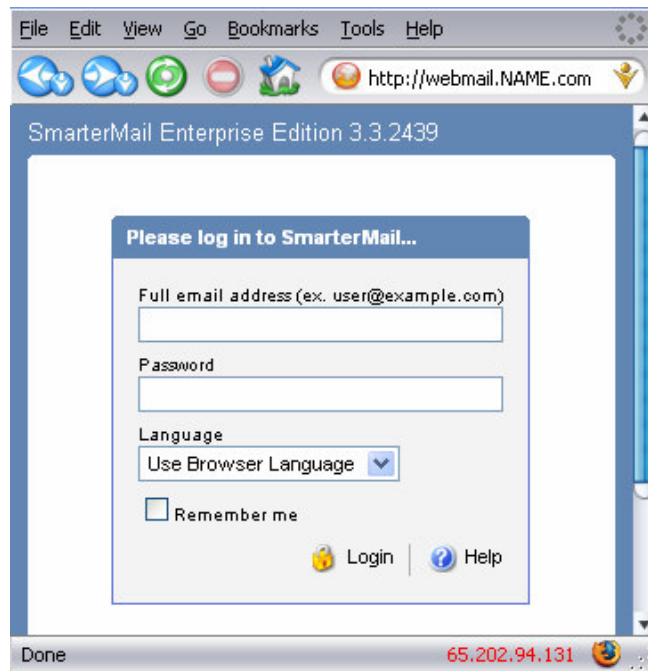 File Edit View Go Bookmarks Tools Help
http://webmail.NAME.com
SmarterMail Enterprise Edition 3.3.2439
Please log in to SmarterMail...
Full email address (ex. user@example.com)
Password
Language
Use Browser Language
Remember me
Login Help
Done 65.202.94.131